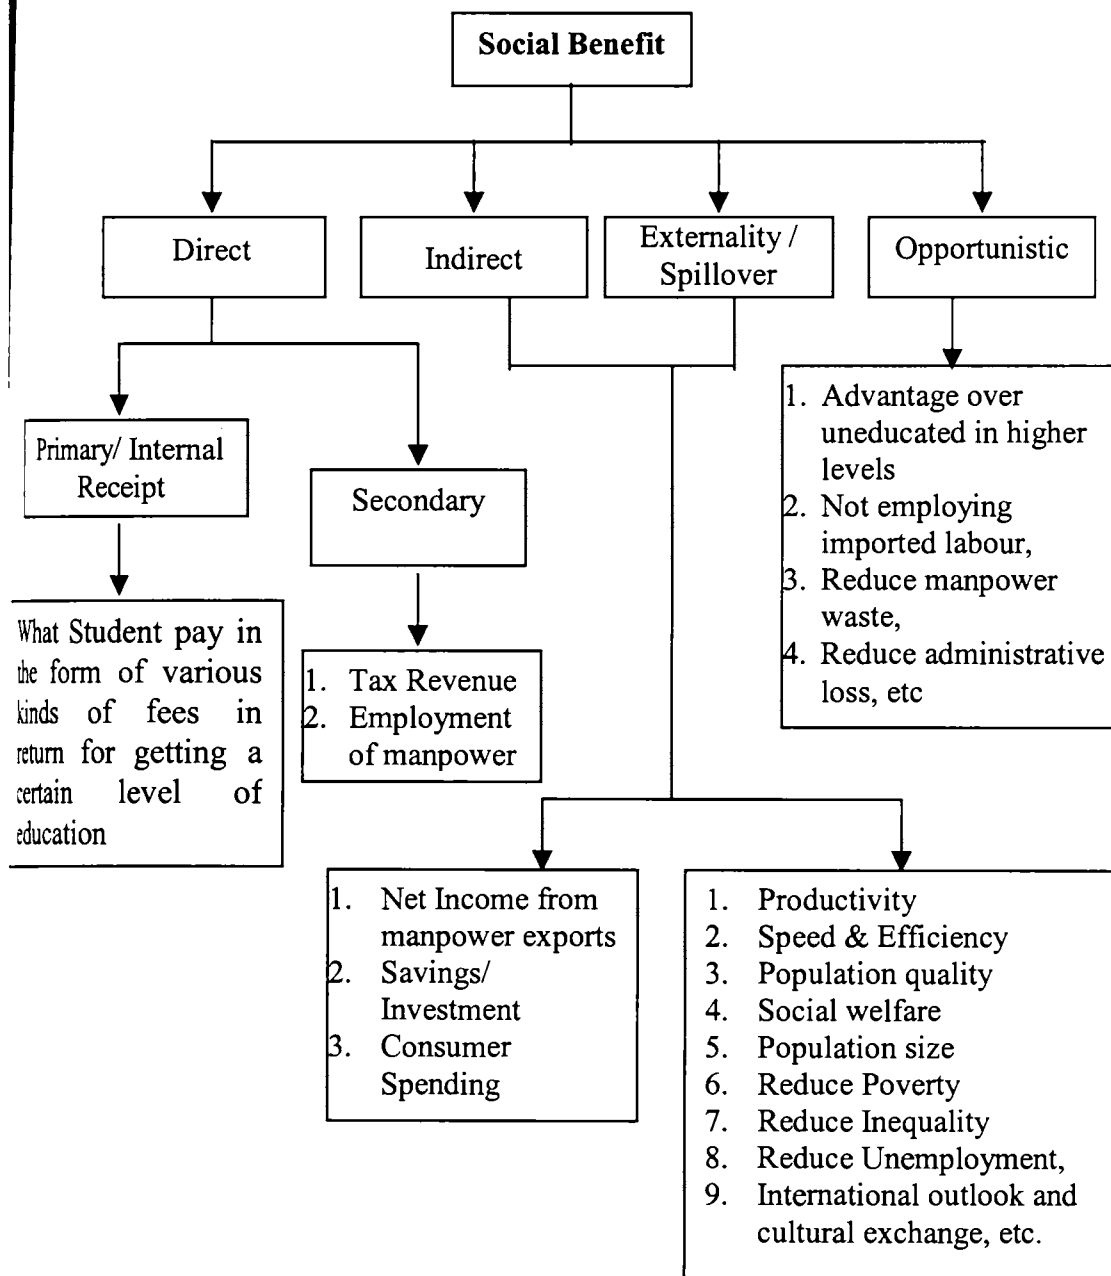 Social Benefit
Direct
Indirect
Externality /
Spillover
Opportunistic
Primary/ Internal
Receipt
Secondary
1. Advantage over
uneducated in higher
levels
2. Not employing
imported labour,
3. Reduce manpower
waste,
4. Reduce administrative
loss, etc
What Student pay in
the form of various
kinds of fees in
return for getting a
certain level of
education
1. Tax Revenue
2. Employment
of manpower
1. Net Income from
manpower exports
2. Savings/
Investment
3. Consumer
Spending
1. Productivity
2. Speed & Efficiency
3. Population quality
4. Social welfare
5. Population size
6. Reduce Poverty
7. Reduce Inequality
8. Reduce Unemployment,
9. International outlook and
cultural exchange, etc.